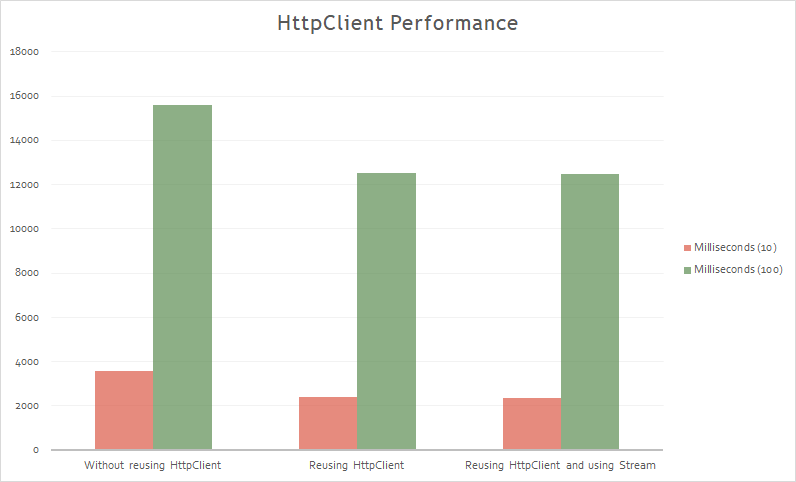 HttpClient Performance
18000
16000
14000
12000
10000
8000
6000
4000
2000
0
Without reusing HttpClient
Reusing HttpClient
Reusing HttpClient and using Stream
Milliseconds (10)
Milliseconds (100)